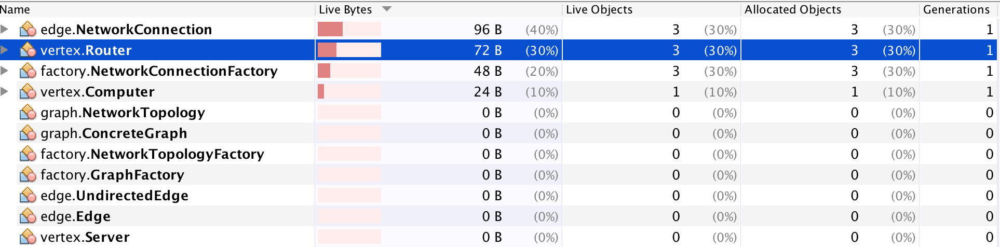 Name Live Bytes Live Objects Allocated Objects Generations
edge.NetworkConnection 96 B (40%) 3 (30%) 3 (30%) 1
vertex.Router 72 B (30%) 3 (30%) 3 (30%) 1
factory.NetworkConnectionFactory 48 B (20%) 3 (30%) 3 (30%) 1
vertex.Computer 24 B (10%) 1 (10%) 1 (10%) 1
graph.NetworkTopology 0 B (0%) 0 (0%) 0 (0%) 0
graph.ConcreteGraph 0 B (0%) 0 (0%) 0 (0%) 0
factory.NetworkTopologyFactory 0 B (0%) 0 (0%) 0 (0%) 0
factory.GraphFactory 0 B (0%) 0 (0%) 0 (0%) 0
edge.UndirectedEdge 0 B (0%) 0 (0%) 0 (0%) 0
edge.Edge 0 B (0%) 0 (0%) 0 (0%) 0
vertex.Server 0 B (0%) 0 (0%) 0 (0%) 0